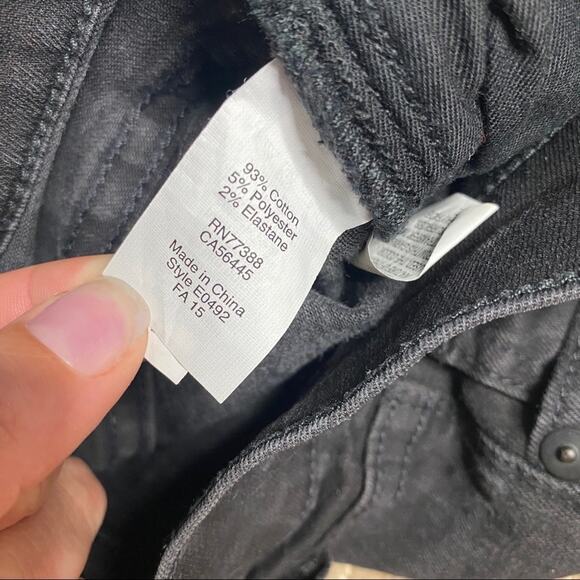 93% Cotton
5% Polyester
2% Elastane
RN77388
CA56445
Made in China
Style E0492
FA 15